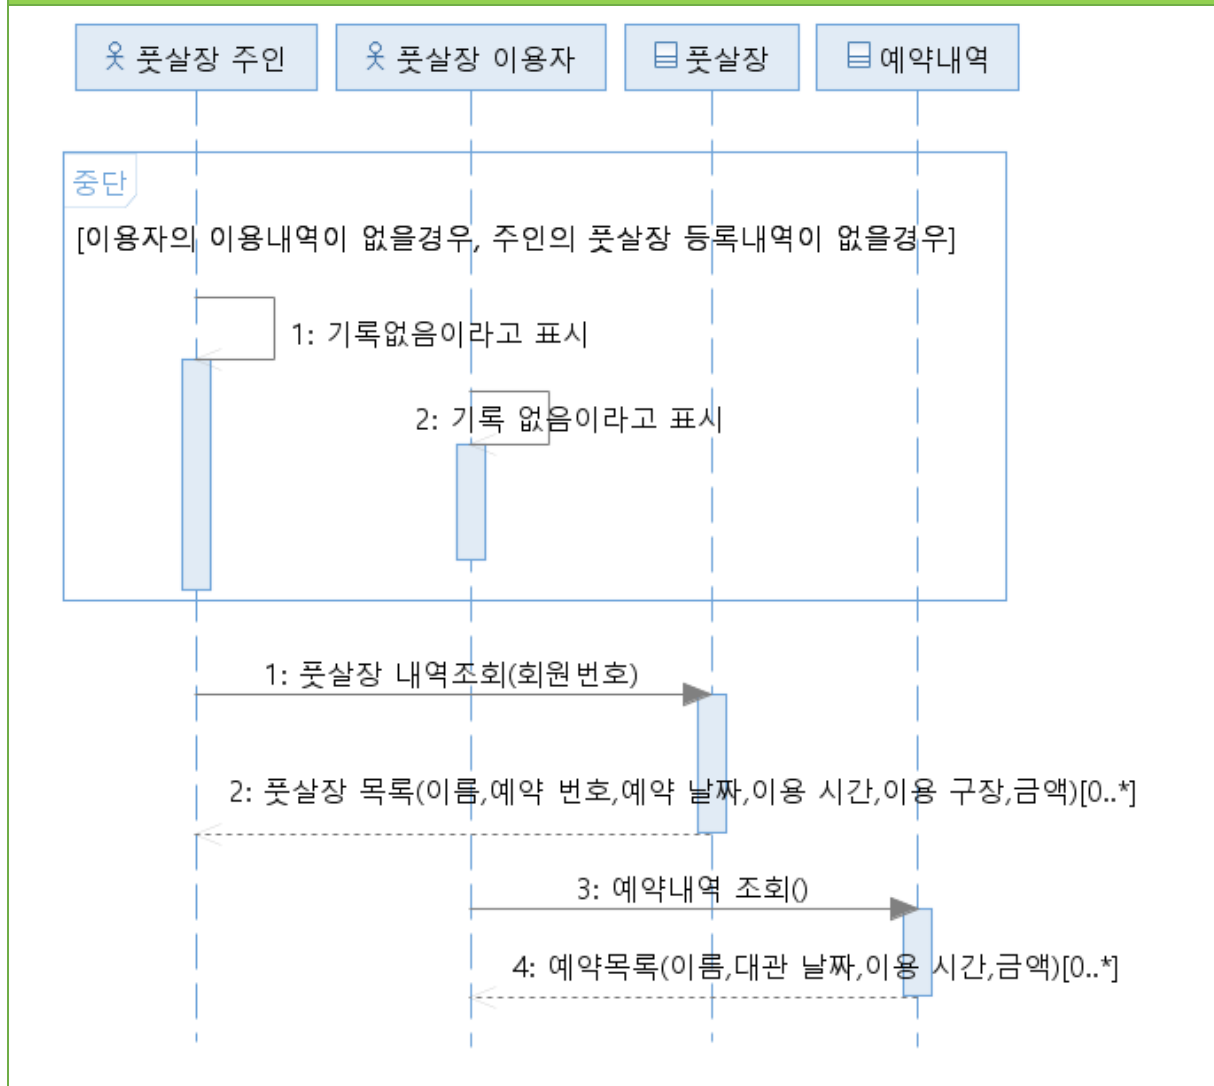 풋살장 주인
풋살장 이용자
풋살장
예약내역
중단
[이용자의 이용내역이 없을경우, 주인의 풋살장 등록내역이 없을경우]
1: 기록없음이라고 표시
2: 기록 없음이라고 표시
1: 풋살장 내역조회(회원번호)
2: 풋살장 목록(이름,예약 번호,예약 날짜,이용 시간,이용 구장,금액)[0..*]
3: 예약내역 조회()
4: 예약목록(이름,대관 날짜,이용 시간,금액)[0..*]